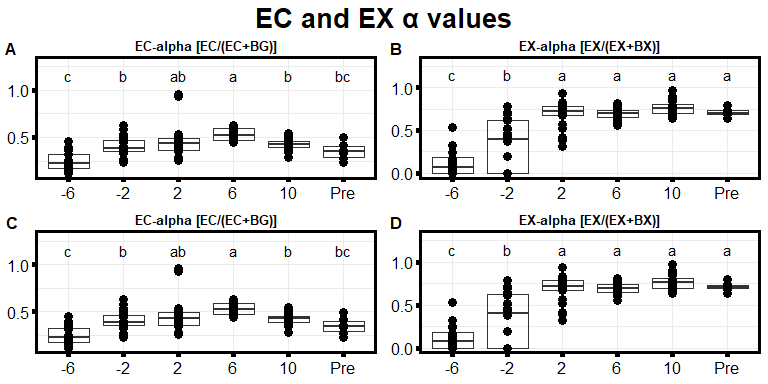 EC and EX α values
A
EC-alpha [EC/(EC+BG)]
c b ab a b bc
1.0
0.5
-6 -2 2 6 10 Pre
B
EX-alpha [EX/(EX+BX)]
c b a a a a
1.0
0.5
0.0
-6 -2 2 6 10 Pre
C
EC-alpha [EC/(EC+BG)]
c b ab a b bc
1.0
0.5
-6 -2 2 6 10 Pre
D
EX-alpha [EX/(EX+BX)]
c b a a a a
1.0
0.5
0.0
-6 -2 2 6 10 Pre